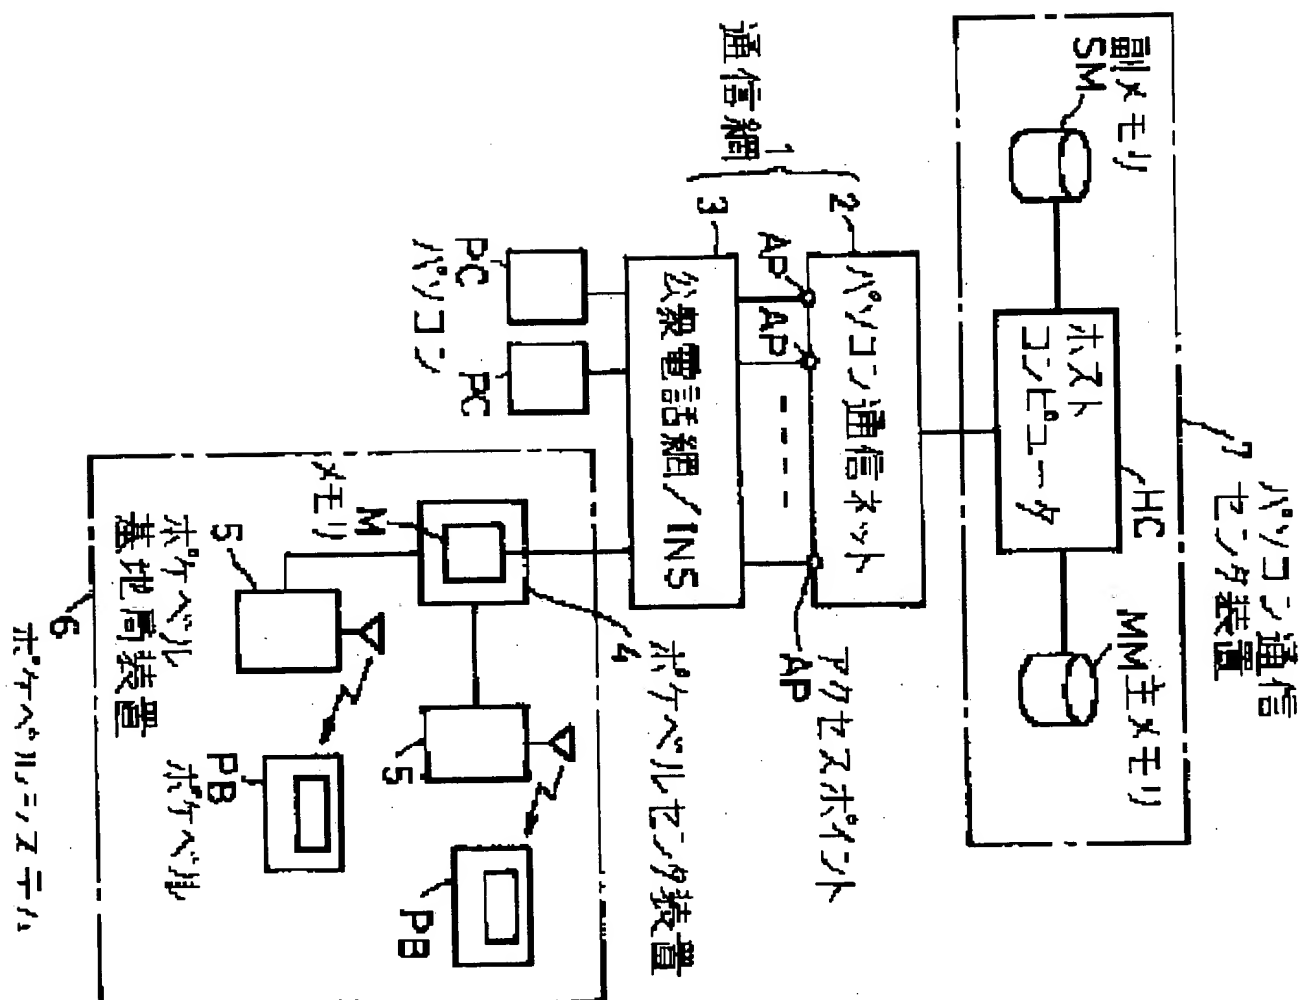 7 パソコン通信
センタ装置
副メモリ
SM
ホスト
コンピュータ
HC
MM主メモリ
1
通信網
2
パソコン通信ネット
AP
AP
AP
アクセスポイント
3
公衆電話網/INS
PC
パソコン
PC
4
ポケベルセンタ装置
M
メモリ
5
ポケベル
基地局装置
5
PB
ポケベル
PB
6
ポケベルシステム